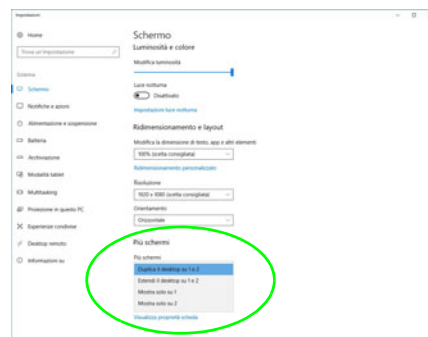 Impostazioni
Home
Trova un'impostazione
Sistema
Schermo
Notifiche e azioni
Alimentazione e sospensione
Batteria
Archiviazione
Modalità tablet
Multitasking
Proiezione in questo PC
Esperienze condivise
Desktop remoto
Informazioni su
Schermo
Luminosità e colore
Modifica luminosità
Luce notturna
Disattivato
Impostazioni luce notturna
Ridimensionamento e layout
Modifica la dimensione di testo, app e altri elementi
100% (scelta consigliata)
Ridimensionamento personalizzato
Risoluzione
1920 x 1080 (scelta consigliata)
Orientamento
Orizzontale
Più schermi
Più schermi
Duplica il desktop su 1 e 2
Estendi il desktop su 1 e 2
Mostra solo su 1
Mostra solo su 2
Visualizza proprietà scheda